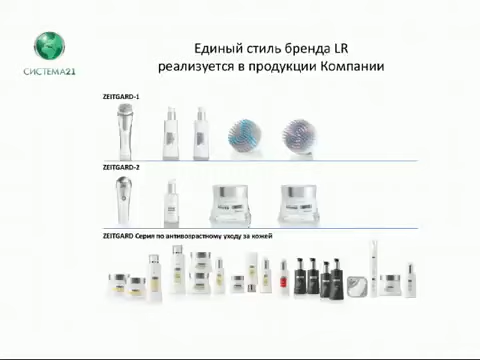 Единый стиль бренда LR
реализуется в продукции Компании
СИСТЕМА21
ZEITGARD-1
ZEITGARD-2
ZEITGARD Серия по антивозрастному уходу за кожей